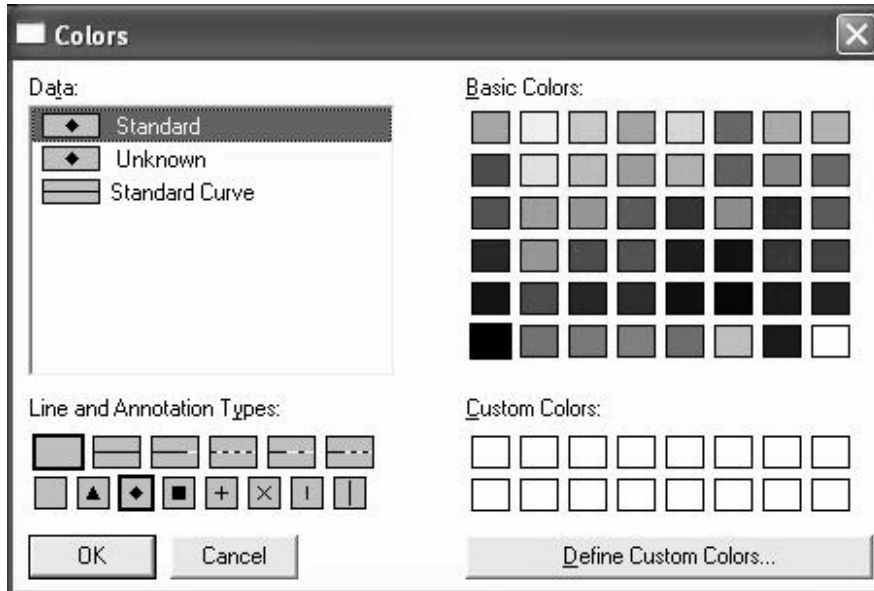 Colors
Data:
Standard
Unknown
Standard Curve
Basic Colors:
Line and Annotation Types:
Custom Colors:
OK
Cancel
Define Custom Colors...